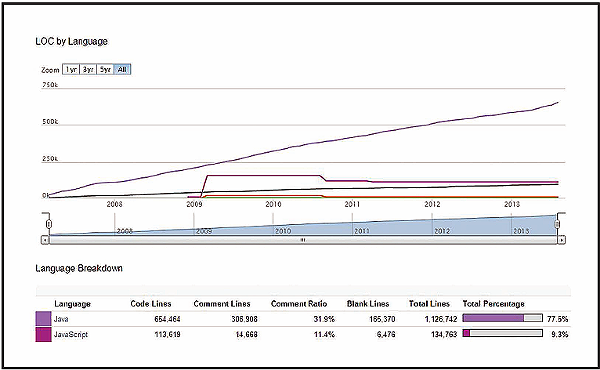 LOC by Language
Zoom 1yr 3yr 5yr All
750k
500k
250k
0k
2008 2009 2010 2011 2012 2013
2008 2009 2010 2011 2012 2013
Language Breakdown
Language Code Lines Comment Lines Comment Ratio Blank Lines Total Lines Total Percentage
Java 654,464 306,908 31.9% 165,370 1,126,742 77.5%
JavaScript 113,619 14,668 11.4% 6,476 134,763 9.3%